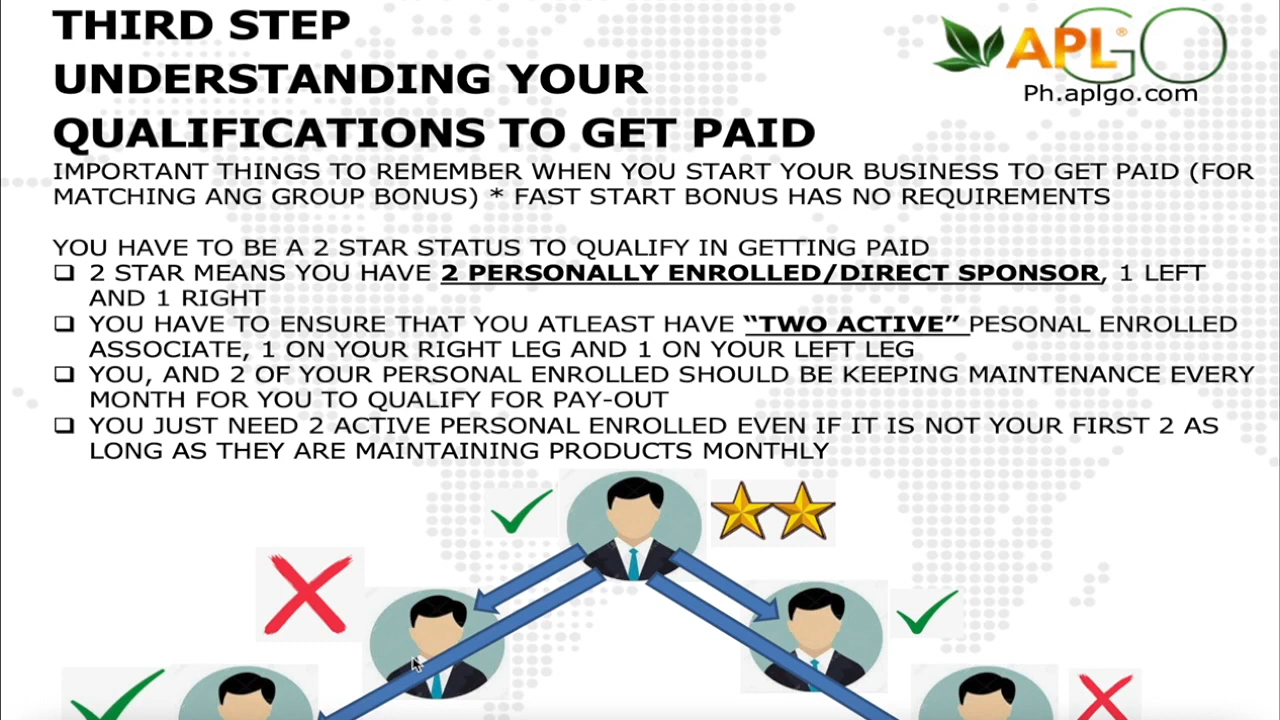 THIRD STEP
UNDERSTANDING YOUR
QUALIFICATIONS TO GET PAID
APL® GO
Ph.aplgo.com
IMPORTANT THINGS TO REMEMBER WHEN YOU START YOUR BUSINESS TO GET PAID (FOR
MATCHING ANG GROUP BONUS) * FAST START BONUS HAS NO REQUIREMENTS
YOU HAVE TO BE A 2 STAR STATUS TO QUALIFY IN GETTING PAID
❑ 2 STAR MEANS YOU HAVE 2 PERSONALLY ENROLLED/DIRECT SPONSOR, 1 LEFT
AND 1 RIGHT
❑ YOU HAVE TO ENSURE THAT YOU ATLEAST HAVE “TWO ACTIVE” PESONAL ENROLLED
ASSOCIATE, 1 ON YOUR RIGHT LEG AND 1 ON YOUR LEFT LEG
❑ YOU, AND 2 OF YOUR PERSONAL ENROLLED SHOULD BE KEEPING MAINTENANCE EVERY
MONTH FOR YOU TO QUALIFY FOR PAY-OUT
❑ YOU JUST NEED 2 ACTIVE PERSONAL ENROLLED EVEN IF IT IS NOT YOUR FIRST 2 AS
LONG AS THEY ARE MAINTAINING PRODUCTS MONTHLY